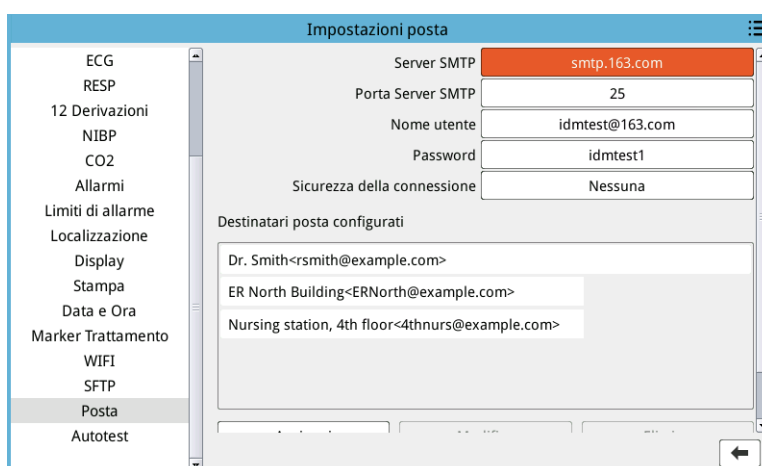 Impostazioni posta
ECG
RESP
12 Derivazioni
NIBP
CO2
Allarmi
Limiti di allarme
Localizzazione
Display
Stampa
Data e Ora
Marker Trattamento
WIFI
SFTP
Posta
Autotest
Server SMTP smtp.163.com
Porta Server SMTP 25
Nome utente idmtest@163.com
Password idmtest1
Sicurezza della connessione Nessuna
Destinatari posta configurati
Dr. Smith<rsmith@example.com>
ER North Building<ERNorth@example.com>
Nursing station, 4th floor<4thnurs@example.com>